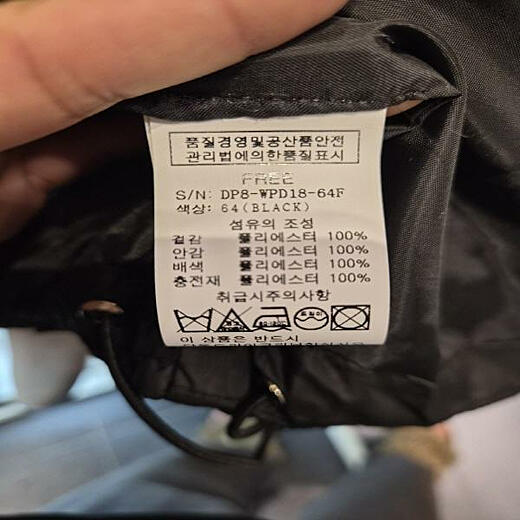 품질경영및공산품안전
관리법에의한품질표시
FREE
S/N: DP8-WPD18-64F
색상: 64(BLACK)
섬유의 조성
겉감 폴리에스터 100%
안감 폴리에스터 100%
배색 폴리에스터 100%
충전재 폴리에스터 100%
취급시주의사항
드라이
이 상품은 반드시